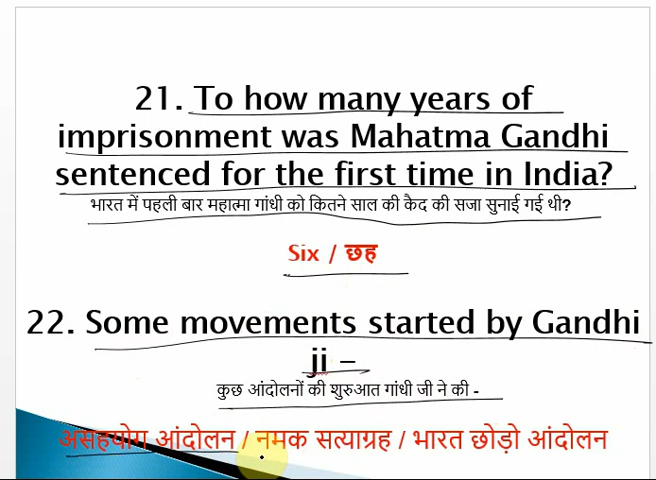 21. To how many years of
imprisonment was Mahatma Gandhi
sentenced for the first time in India?
भारत में पहली बार महात्मा गांधी को कितने साल की कैद की सजा सुनाई गई थी?
Six / छह
22. Some movements started by Gandhi
ji –
कुछ आंदोलनों की शुरुआत गांधी जी ने की -
असहयोग आंदोलन / नमक सत्याग्रह / भारत छोड़ो आंदोलन